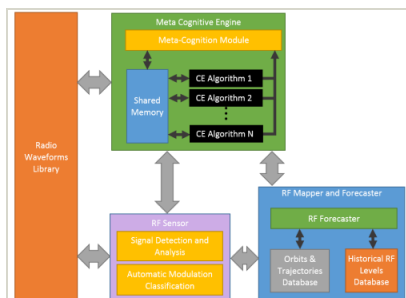 Meta Cognitive Engine
Meta-Cognition Module
Shared
Memory
CE Algorithm 1
CE Algorithm 2
CE Algorithm N
Radio
Waveforms
Library
RF Sensor
Signal Detection and
Analysis
Automatic Modulation
Classification
RF Mapper and Forecaster
RF Forecaster
Orbits &
Trajectories
Database
Historical RF
Levels
Database